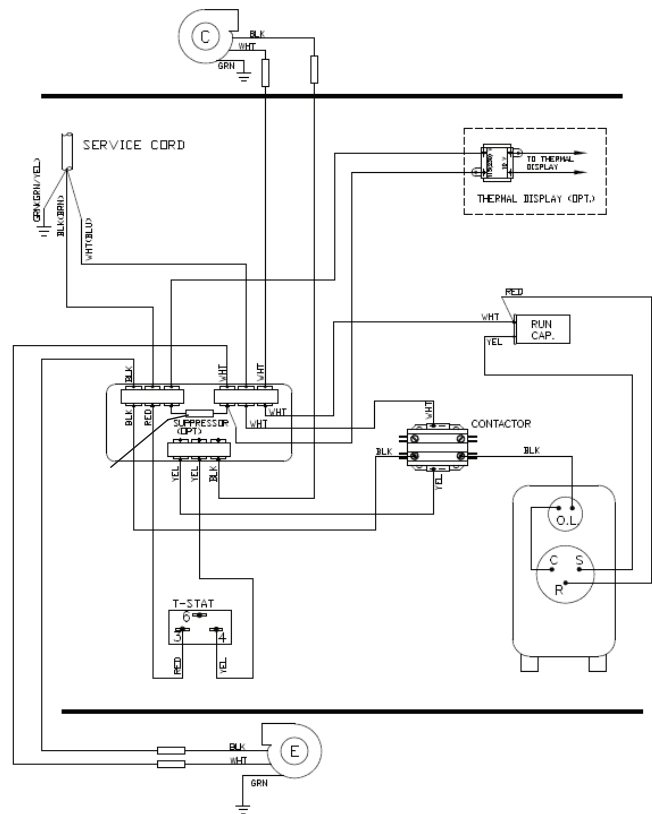 C
BLK
WHT
GRN
SERVICE CORD
GRN(GRN/YEL)
BLK(BRN)
WHT(BLU)
TO THERMAL
DISPLAY
THERMAL DISPLAY (OPT.)
RED
WHT
RUN
CAP.
YEL
BLK
WHT
WHT
WHT
BLK
RED
SUPPRESSOR
(OPT)
WHT
WHT
CONTACTOR
YEL
YEL
BLK
BLK
YEL
BLK
O.L.
C
S
R
T-STAT
6
3
4
RED
YEL
BLK
WHT
E
GRN